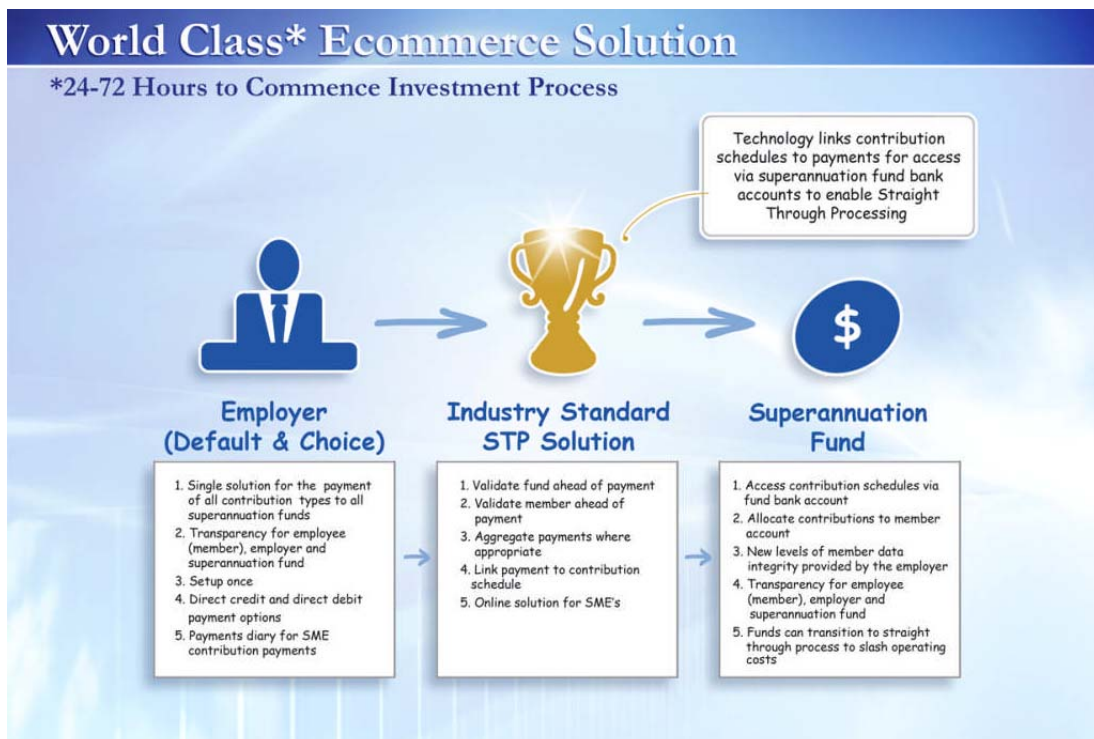 World Class* Ecommerce Solution
*24-72 Hours to Commence Investment Process
Technology links contribution
schedules to payments for access
via superannuation fund bank
accounts to enable Straight
Through Processing
$
Employer
(Default & Choice)
1. Single solution for the payment
of all contribution types to all
superannuation funds
2. Transparency for employee
(member), employer and
superannuation fund
3. Setup once
4. Direct credit and direct debit
payment options
5. Payments diary for SME
contribution payments
Industry Standard
STP Solution
1. Validate fund ahead of payment
2. Validate member ahead of
payment
3. Aggregate payments where
appropriate
4. Link payment to contribution
schedule
5. Online solution for SME's
Superannuation
Fund
1. Access contribution schedules via
fund bank account
2. Allocate contributions to member
account
3. New levels of member data
integrity provided by the employer
4. Transparency for employee
(member), employer and
superannuation fund
5. Funds can transition to straight
through process to slash operating
costs